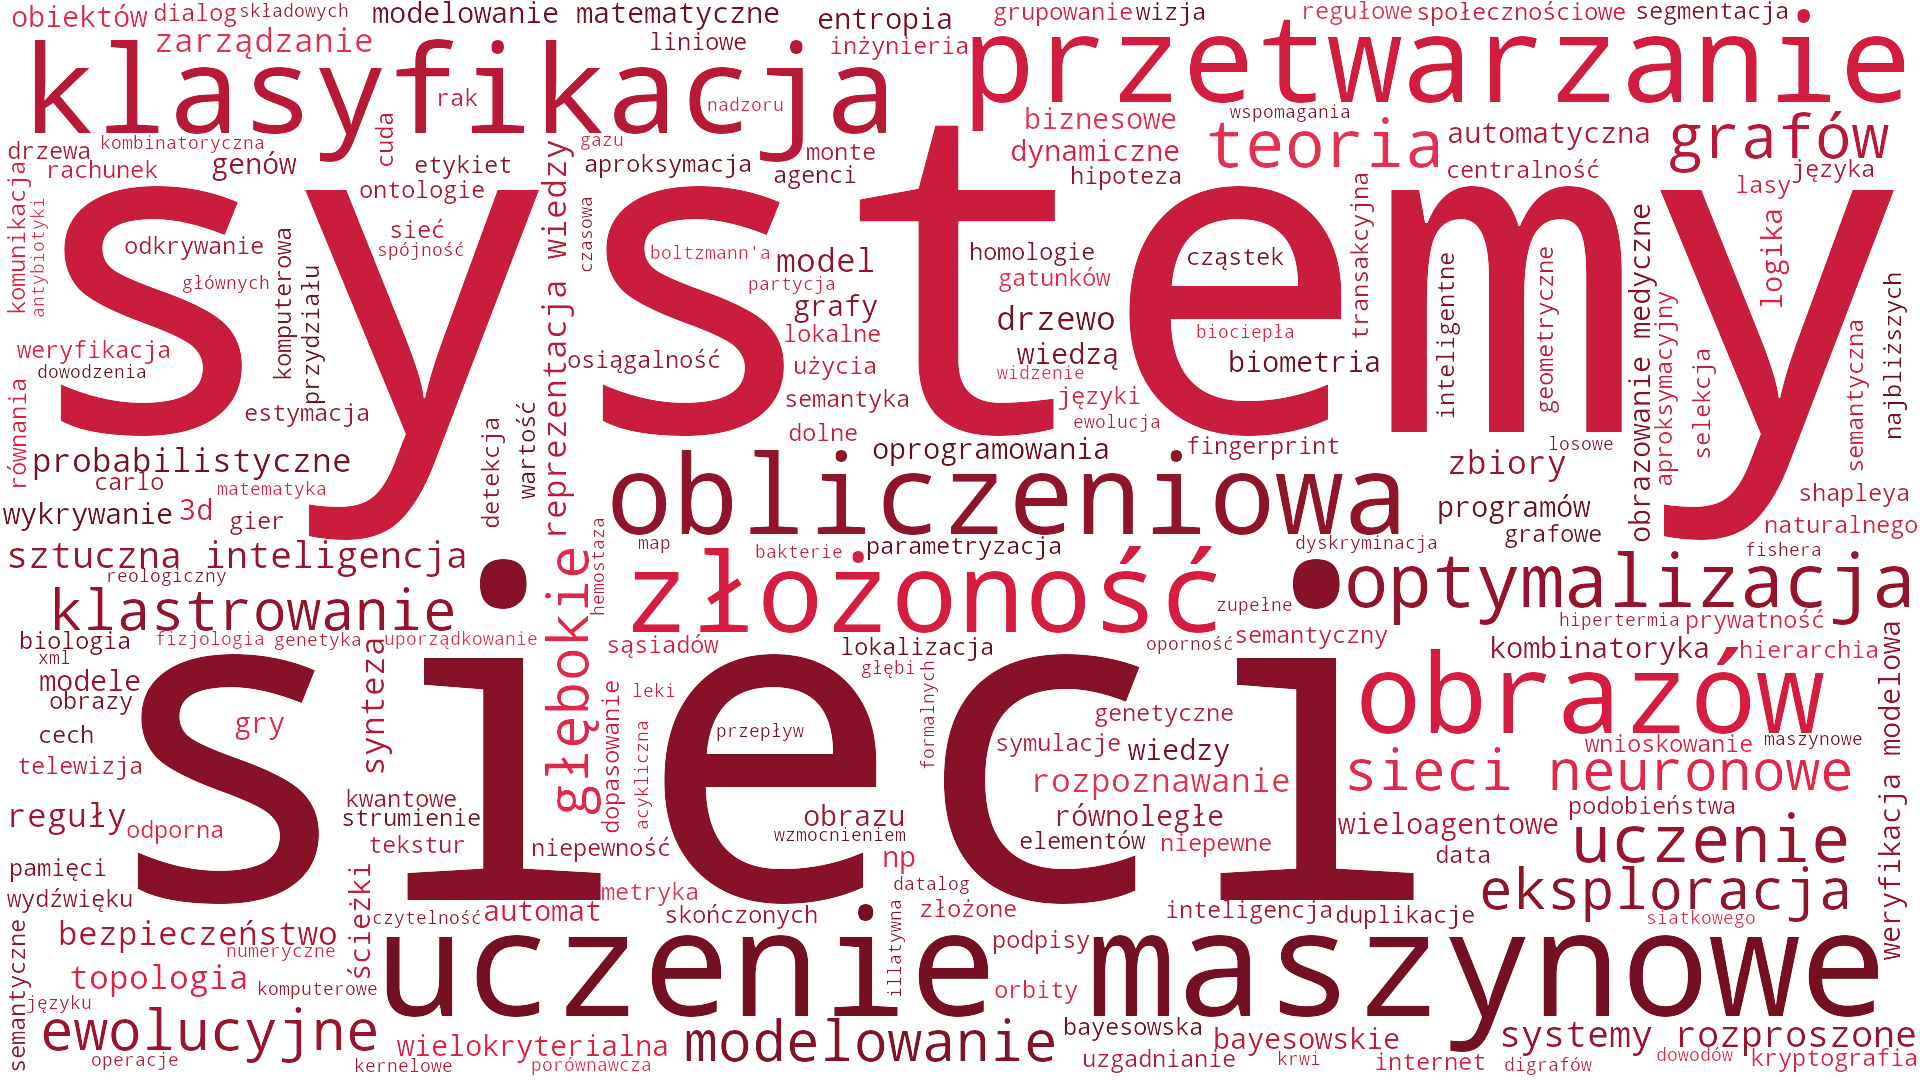 obiektów
dialog
składowych
modelowanie matematyczne
entropia
grupowanie
wizja
regułowe
społecznościowe
segmentacja
zarządzanie
liniowe
inżynieria
klasyfikacja
przetwarzanie
rak
nadzoru
cuda
gazu
biznesowe
wspomagania
teoria
automatyczna
grafów
drzewa
kombinatoryczna
rachunek
genów
etykiet
aproksymacja
monte
agenci
dynamiczne
hipoteza
centralność
języka
lasy
ontologie
komunikacja
antybiotyki
systemy
odkrywanie
sieć
spójność
głównych
komputerowa
przydziału
reprezentacja wiedzy
czasowa
boltzmann'a
model
partycja
grafy
lokalne
homologie
gatunków
cząstek
transakcyjna
inteligentne
geometryczne
obrazowanie medyczne
aproksymacyjny
logika
selekcja
semantyczna
najbliższych
drzewo
wiedzą
widzenie
biociepła
biometria
weryfikacja
dowodzenia
osiągalność
użycia
semantyka
języki
ewolucja
dolne
estymacja
równania
probabilistyczne
carlo
matematyka
detekcja
wartość
oprogramowania
fingerprint
losowe
zbiory
obliczeniowa
shapleya
naturalnego
wykrywanie
3d
gier
programów
grafowe
sztuczna inteligencja
reologiczny
map
bakterie
parametryzacja
dyskryminacja
fishera
hemostaza
głębokie
złożoność
optymalizacja
klastrowanie
zupełne
biologia
fizjologia
genetyka
uporządkowanie
sąsiadów
lokalizacja
oporność
semantyczny
hipertermia
prywatność
kombinatoryka
hierarchia
xml
modele
obrazy
synteza
leki
głębi
formalnych
sieci
obrazów
weryfikacja modelowa
cech
gry
telewizja
dopasowanie
acykliczna
przepływ
genetyczne
symulacje
wiedzy
wnioskowanie
maszynowe
rozpoznawanie
sieci neuronowe
reguły
odporna
kwantowe
strumienie
tekstur
obrazu
wzmocnieniem
równoległe
podobieństwa
elementów
niepewne
wieloagentowe
data
uczenie
niepewność
np
pamięci
wydźwięku
ścieżki
metryka
datalog
eksploracja
czytelność
automat
skończonych
złożone
inteligencja
duplikacje
siatkowego
bezpieczeństwo
numeryczne
uczenie maszynowe
illatywna
podpisy
semantyczne
topologia
komputerowe
orbity
języku
ewolucyjne
operacje
wielokryterialna
kernelowe
porównawcza
modelowanie
bayesowska
uzgadnianie
bayesowskie
krwi
internet
systemy rozproszone
digrafów
dowodów
kryptografia